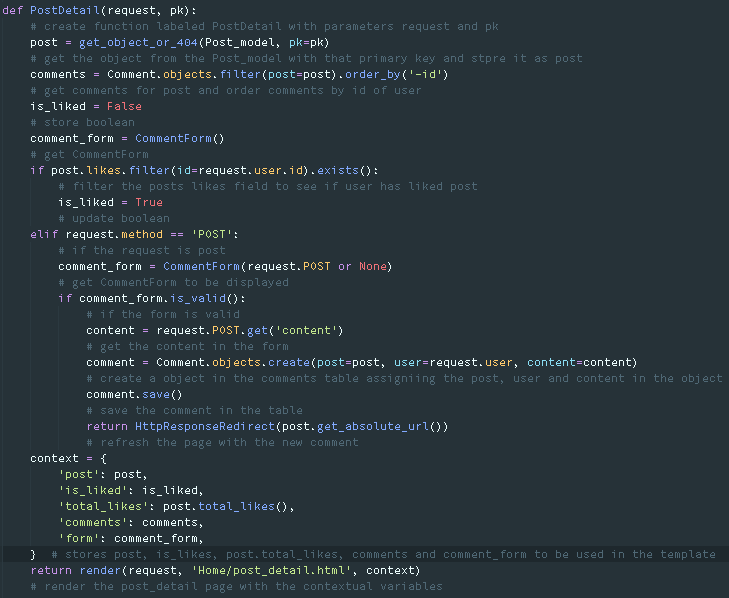 def PostDetail(request, pk):
    # create function labeled PostDetail with parameters request and pk
    post = get_object_or_404(Post_model, pk=pk)
    # get the object from the Post_model with that primary key and stpre it as post
    comments = Comment.objects.filter(post=post).order_by('-id')
    # get comments for post and order comments by id of user
    is_liked = False
    # store boolean
    comment_form = CommentForm()
    # get CommentForm
    if post.likes.filter(id=request.user.id).exists():
        # filter the posts likes field to see if user has liked post
        is_liked = True
        # update boolean
    elif request.method == 'POST':
        # if the request is post
        comment_form = CommentForm(request.POST or None)
        # get CommentForm to be displayed
        if comment_form.is_valid():
            # if the form is valid
            content = request.POST.get('content')
            # get the content in the form
            comment = Comment.objects.create(post=post, user=request.user, content=content)
            # create a object in the comments table assigniing the post, user and content in the object
            comment.save()
            # save the comment in the table
            return HttpResponseRedirect(post.get_absolute_url())
            # refresh the page with the new comment
    context = {
        'post': post,
        'is_liked': is_liked,
        'total_likes': post.total_likes(),
        'comments': comments,
        'form': comment_form,
    }  # stores post, is_likes, post.total_likes, comments and comment_form to be used in the template
    return render(request, 'Home/post_detail.html', context)
    # render the post_detail page with the contextual variables